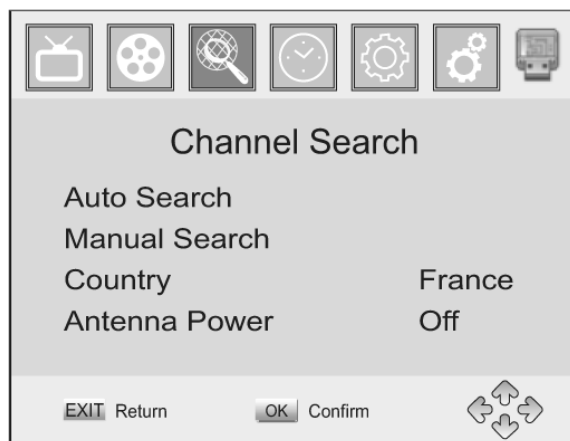 Channel Search
Auto Search
Manual Search
Country France
Antenna Power Off
EXIT Return OK Confirm